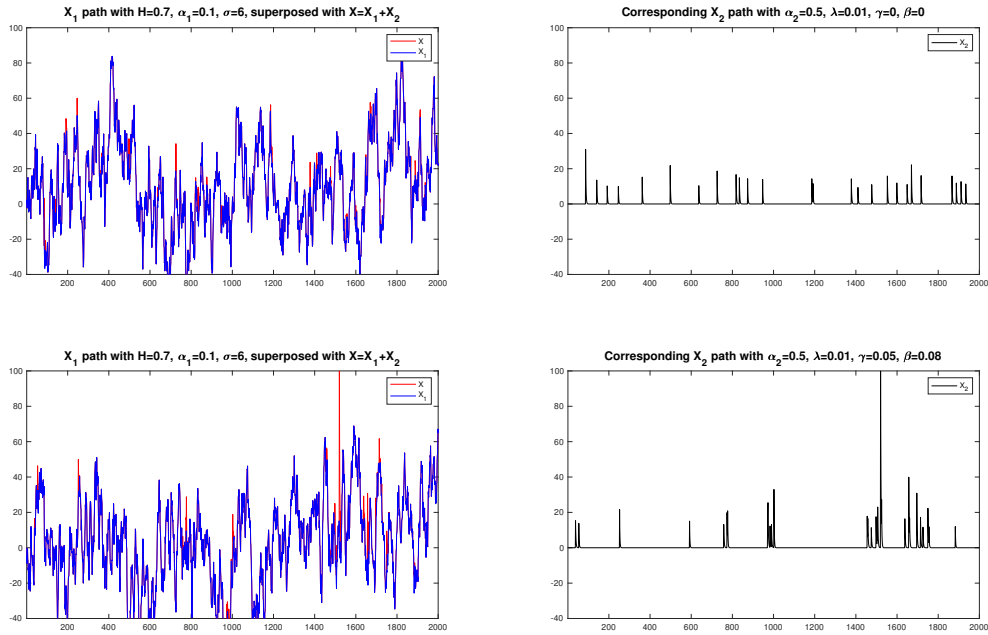 X₁ path with H=0.7, α₁=0.1, σ=6, superposed with X=X₁+X₂
X
X₁
100
80
60
40
20
0
-20
-40
200 400 600 800 1000 1200 1400 1600 1800 2000
Corresponding X₂ path with α₂=0.5, λ=0.01, γ=0, β=0
X₂
100
80
60
40
20
0
-20
-40
200 400 600 800 1000 1200 1400 1600 1800 2000
X₁ path with H=0.7, α₁=0.1, σ=6, superposed with X=X₁+X₂
X
X₁
100
80
60
40
20
0
-20
-40
200 400 600 800 1000 1200 1400 1600 1800 2000
Corresponding X₂ path with α₂=0.5, λ=0.01, γ=0.05, β=0.08
X₂
100
80
60
40
20
0
-20
-40
200 400 600 800 1000 1200 1400 1600 1800 2000